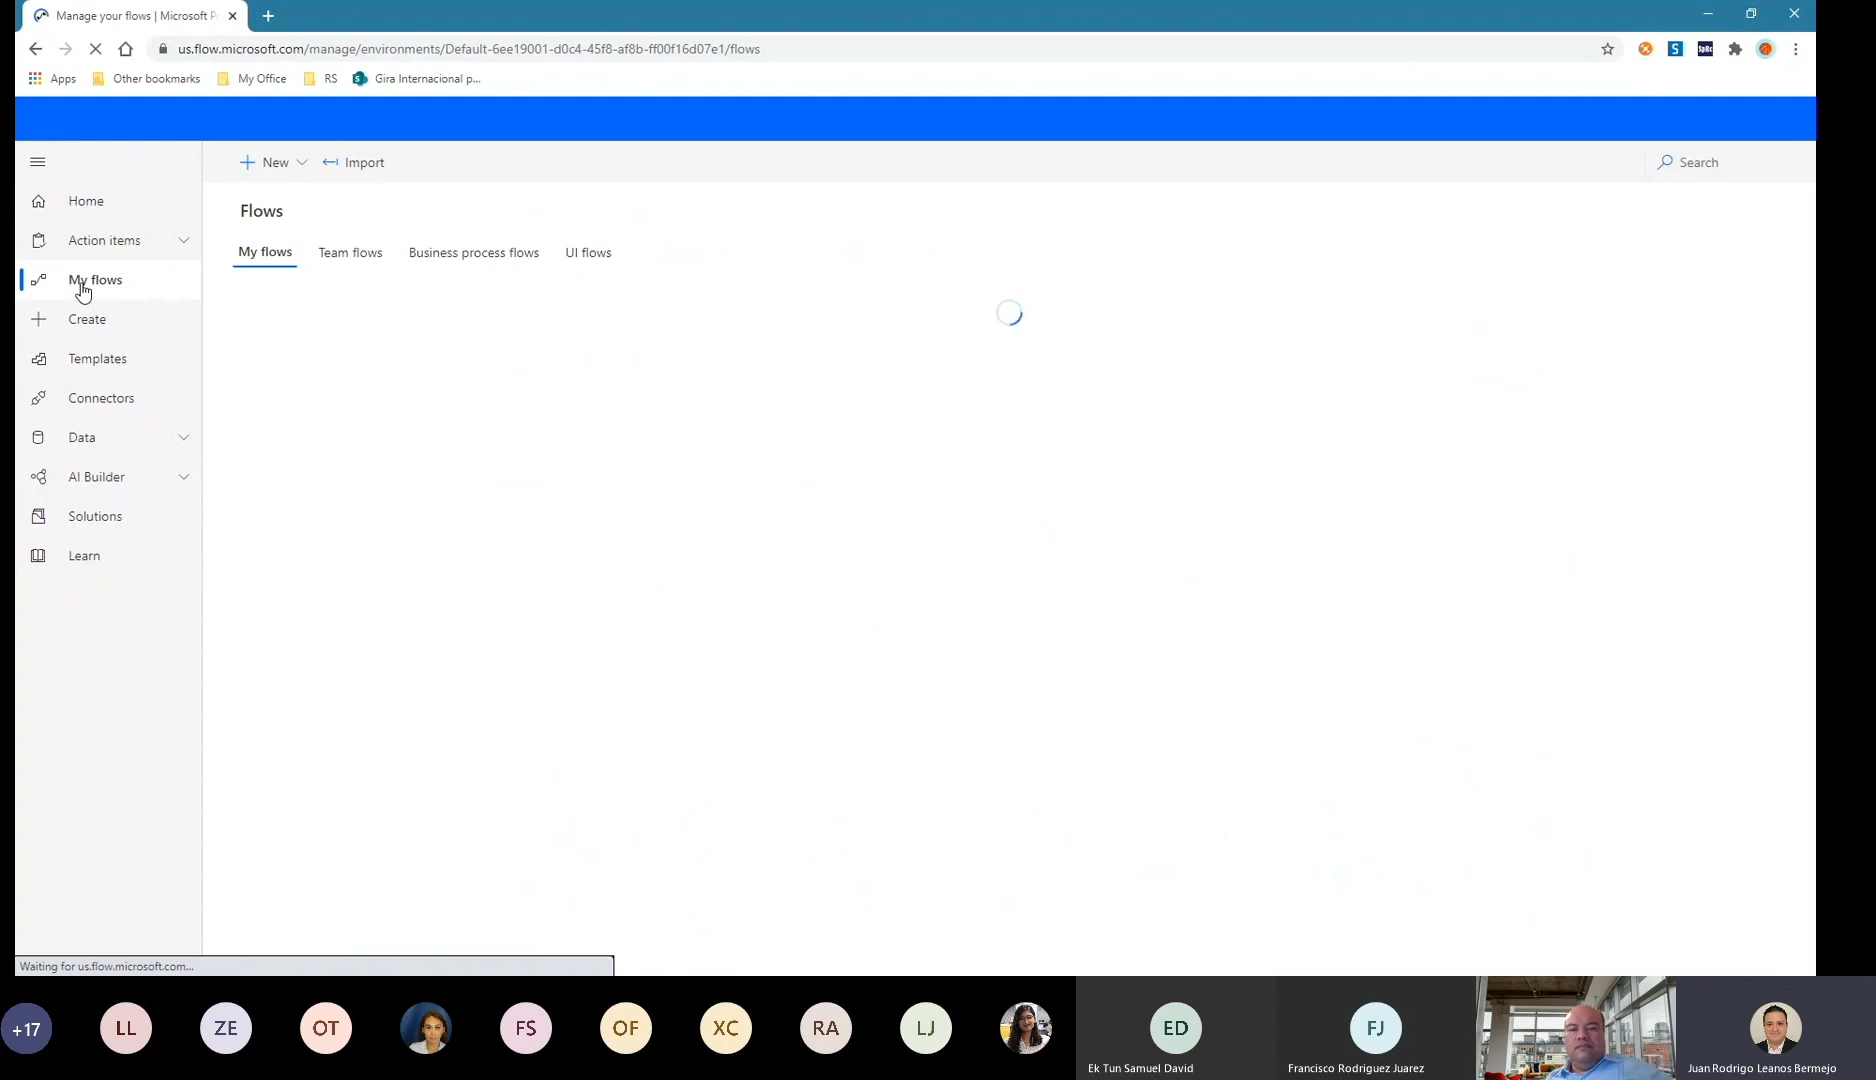 Manage your flows | Microsoft P
us.flow.microsoft.com/manage/environments/Default-6ee19001-d0c4-45f8-af8b-ff00f16d07e1/flows
Apps Other bookmarks My Office RS Gira Internacional p...
New Import Search
Home
Action items
My flows
Create
Templates
Connectors
Data
AI Builder
Solutions
Learn
Flows
My flows Team flows Business process flows UI flows
Waiting for us.flow.microsoft.com...
+17 LL ZE OT FS OF XC RA LJ ED FJ
Ek Tun Samuel David Francisco Rodriguez Juarez Juan Rodrigo Leanos Bermejo